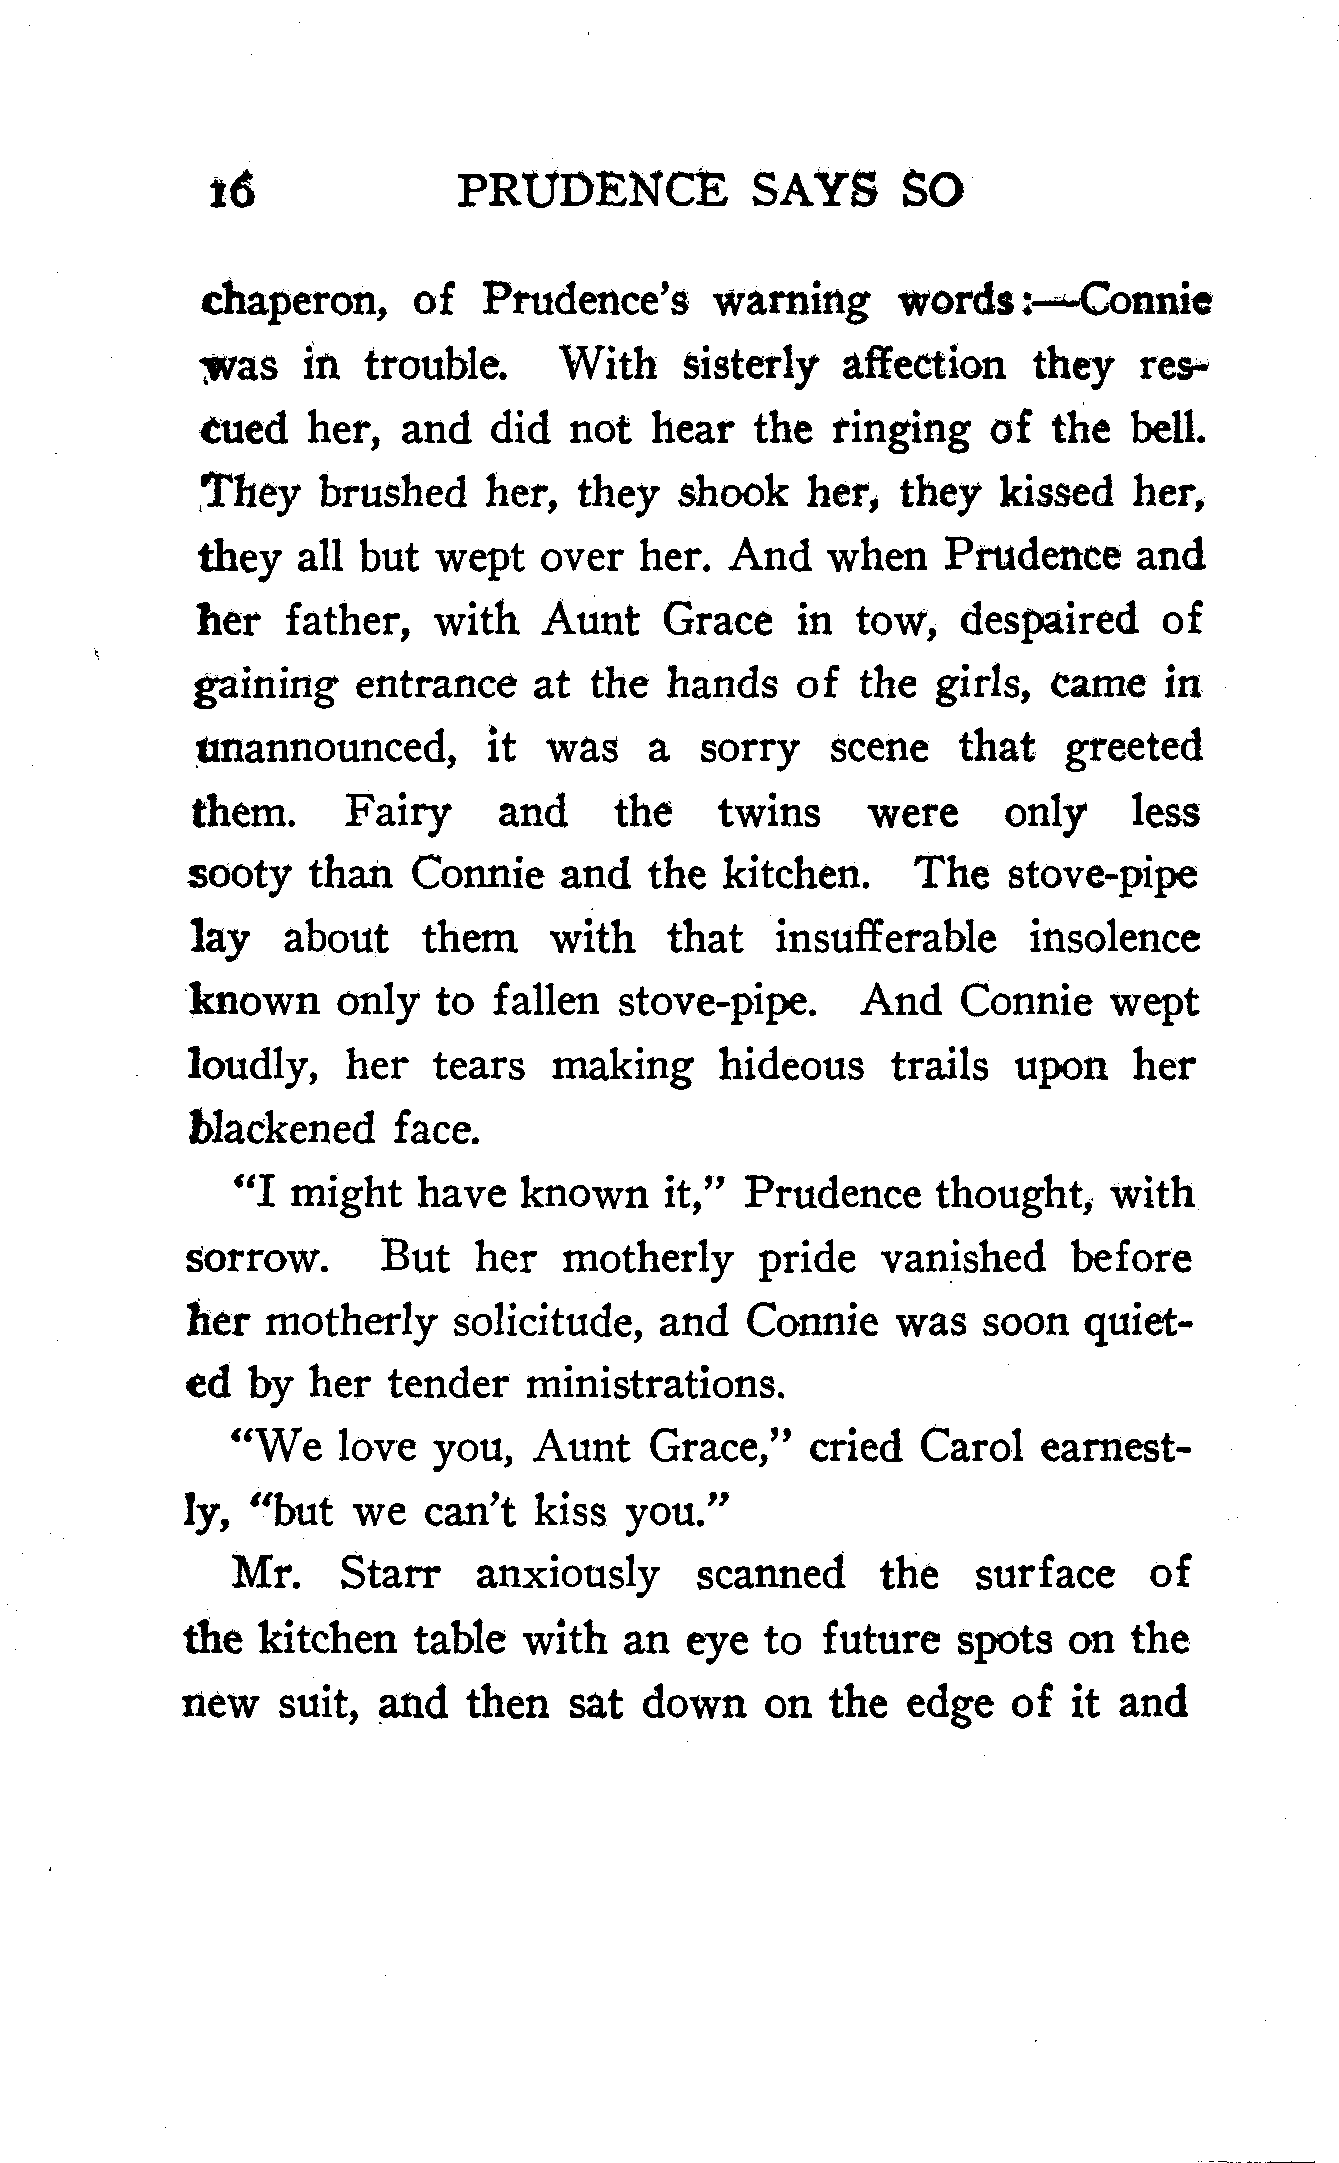 16 PRUDENCE SAYS SO
chaperon, of Prudence's warning words:—Connie
was in trouble. With sisterly affection they res-
cued her, and did not hear the ringing of the bell.
They brushed her, they shook her, they kissed her,
they all but wept over her. And when Prudence and
her father, with Aunt Grace in tow, despaired of
gaining entrance at the hands of the girls, came in
unannounced, it was a sorry scene that greeted
them. Fairy and the twins were only less
sooty than Connie and the kitchen. The stove-pipe
lay about them with that insufferable insolence
known only to fallen stove-pipe. And Connie wept
loudly, her tears making hideous trails upon her
blackened face.
"I might have known it," Prudence thought, with
sorrow. But her motherly pride vanished before
her motherly solicitude, and Connie was soon quiet-
ed by her tender ministrations.
"We love you, Aunt Grace," cried Carol earnest-
ly, "but we can't kiss you."
Mr. Starr anxiously scanned the surface of
the kitchen table with an eye to future spots on the
new suit, and then sat down on the edge of it and